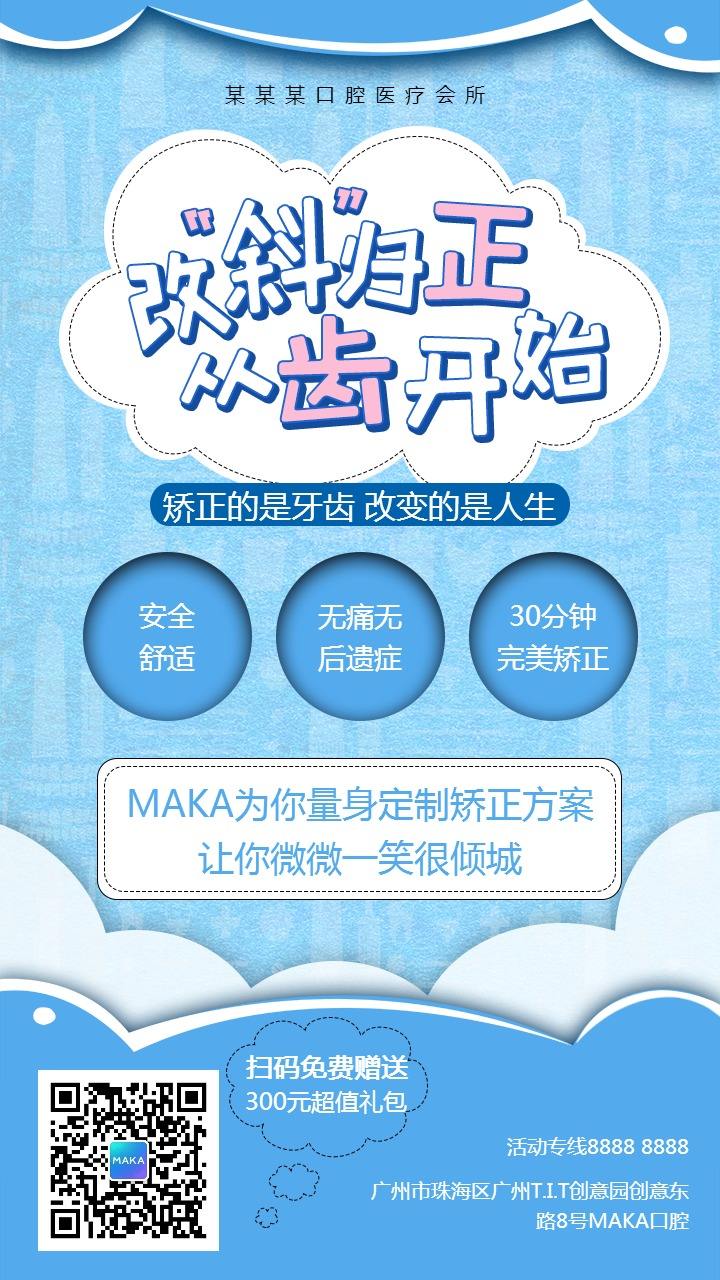 某某某口腔医疗会所
改“斜”归正
从齿开始
矫正的是牙齿 改变的是人生
安全
舒适
无痛无
后遗症
30分钟
完美矫正
MAKA为你量身定制矫正方案
让你微微一笑很倾城
扫码免费赠送
300元超值礼包
MAKA
活动专线8888 8888
广州市珠海区广州T.I.T创意园创意东
路8号MAKA口腔